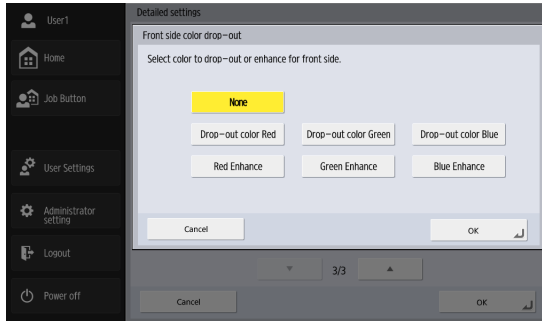 User1
Home
Job Button
User Settings
Administrator
setting
Logout
Power off
Detailed settings
Front side color drop-out
Select color to drop-out or enhance for front side.
None
Drop-out color Red
Drop-out color Green
Drop-out color Blue
Red Enhance
Green Enhance
Blue Enhance
Cancel
OK
3/3
Cancel
OK